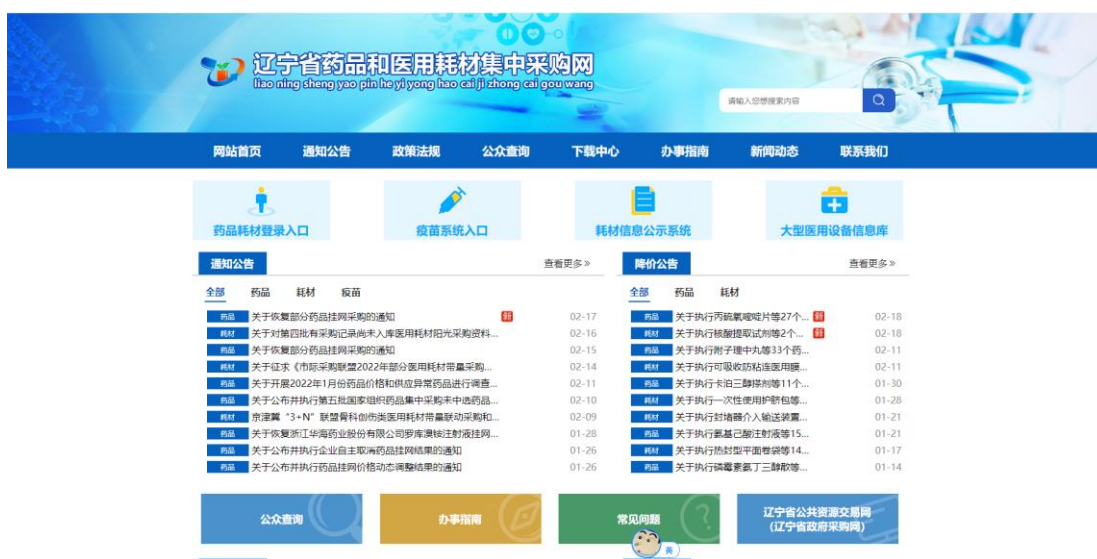 辽宁省药品和医用耗材集中采购网
liao ning sheng yao pin he yi yong hao cai ji zhong cai gou wang
请输入您想搜索内容
网站首页 通知公告 政策法规 公众查询 下载中心 办事指南 新闻动态 联系我们
药品耗材登录入口 疫苗系统入口 耗材信息公示系统 大型医用设备信息库
通知公告 查看更多»
全部 药品 耗材 疫苗
药品 关于恢复部分药品挂网采购的通知 新 02-17
耗材 关于对第四批有采购记录尚未入库医用耗材阳光采购资料... 02-16
药品 关于恢复部分药品挂网采购的通知 02-15
耗材 关于征求《市际采购联盟2022年部分医用耗材带量采购... 02-14
药品 关于开展2022年1月份药品价格和供应异常药品进行调查... 02-11
药品 关于公布并执行第五批国家组织药品集中采购未中选药品... 02-10
耗材 京津冀“3+N”联盟骨科创伤类医用耗材带量联动采购和... 02-09
药品 关于恢复浙江华海药业股份有限公司罗库溴铵注射液挂网... 01-28
药品 关于公布并执行企业自主取消药品挂网结果的通知 01-26
药品 关于公布并执行药品挂网价格动态调整结果的通知 01-26
降价公告 查看更多»
全部 药品 耗材
药品 关于执行丙硫氧嘧啶片等27个... 新 02-18
耗材 关于执行核酸提取试剂等2个... 新 02-18
药品 关于执行附子理中丸等33个药... 02-11
耗材 关于执行可吸收防粘连医用膜... 02-11
药品 关于执行卡泊三醇搽剂等11个... 01-30
耗材 关于执行一次性使用护脐包等... 01-28
耗材 关于执行封堵器介入输送装置... 01-21
药品 关于执行氨基己酸注射液等15... 01-21
耗材 关于执行热封型平面卷袋等14... 01-17
药品 关于执行磷霉素氨丁三醇散等... 01-14
公众查询 办事指南 常见问题 辽宁省公共资源交易网
(辽宁省政府采购网)
英